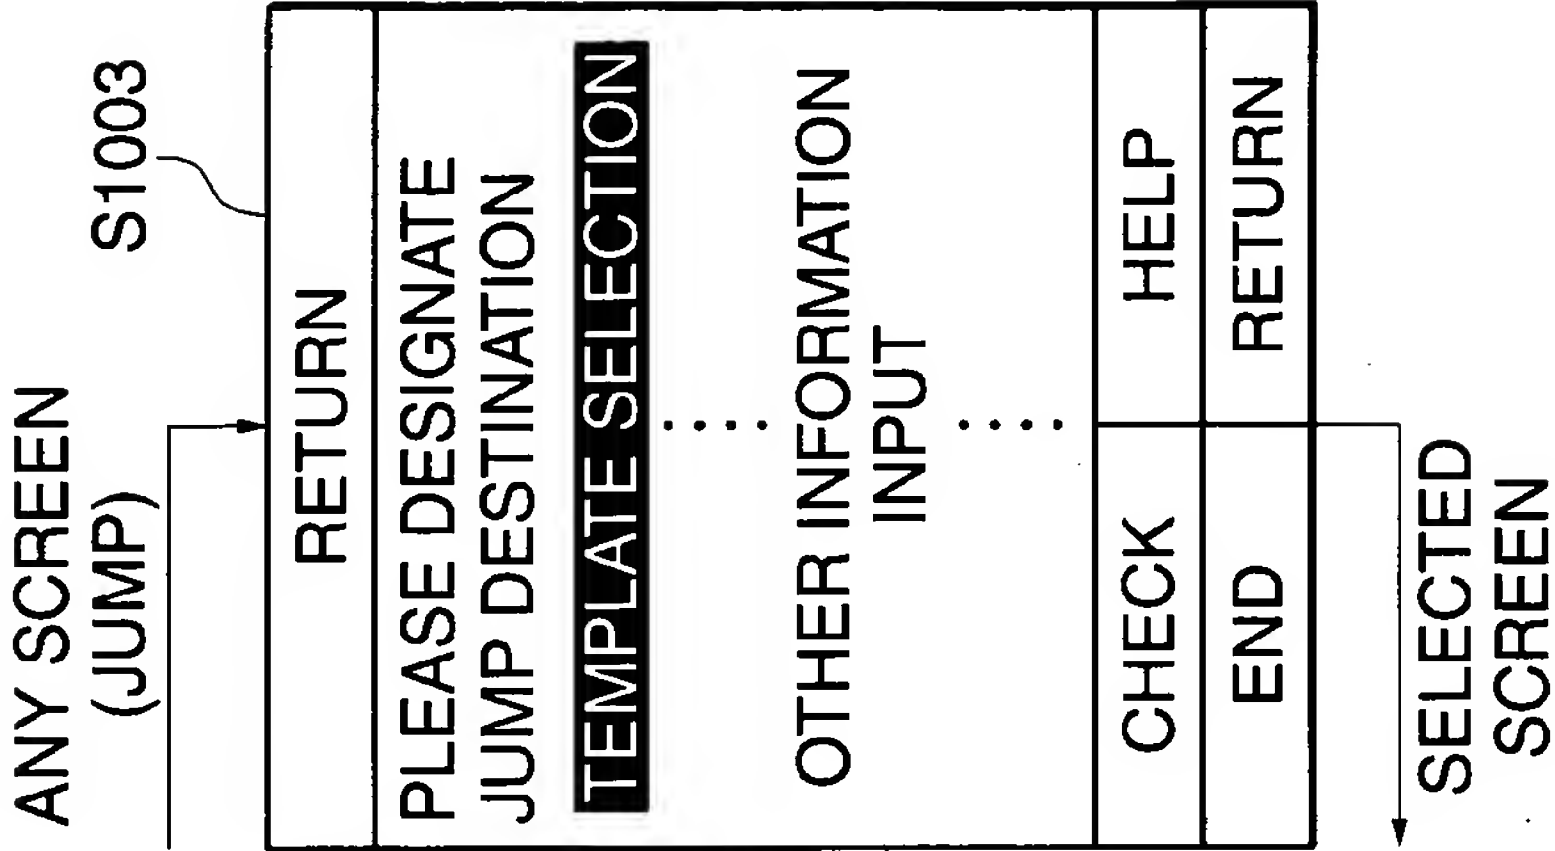 ANY SCREEN
(JUMP)
S1003
RETURN
PLEASE DESIGNATE
JUMP DESTINATION
TEMPLATE SELECTION
OTHER INFORMATION
INPUT
CHECK
HELP
END
RETURN
SELECTED
SCREEN